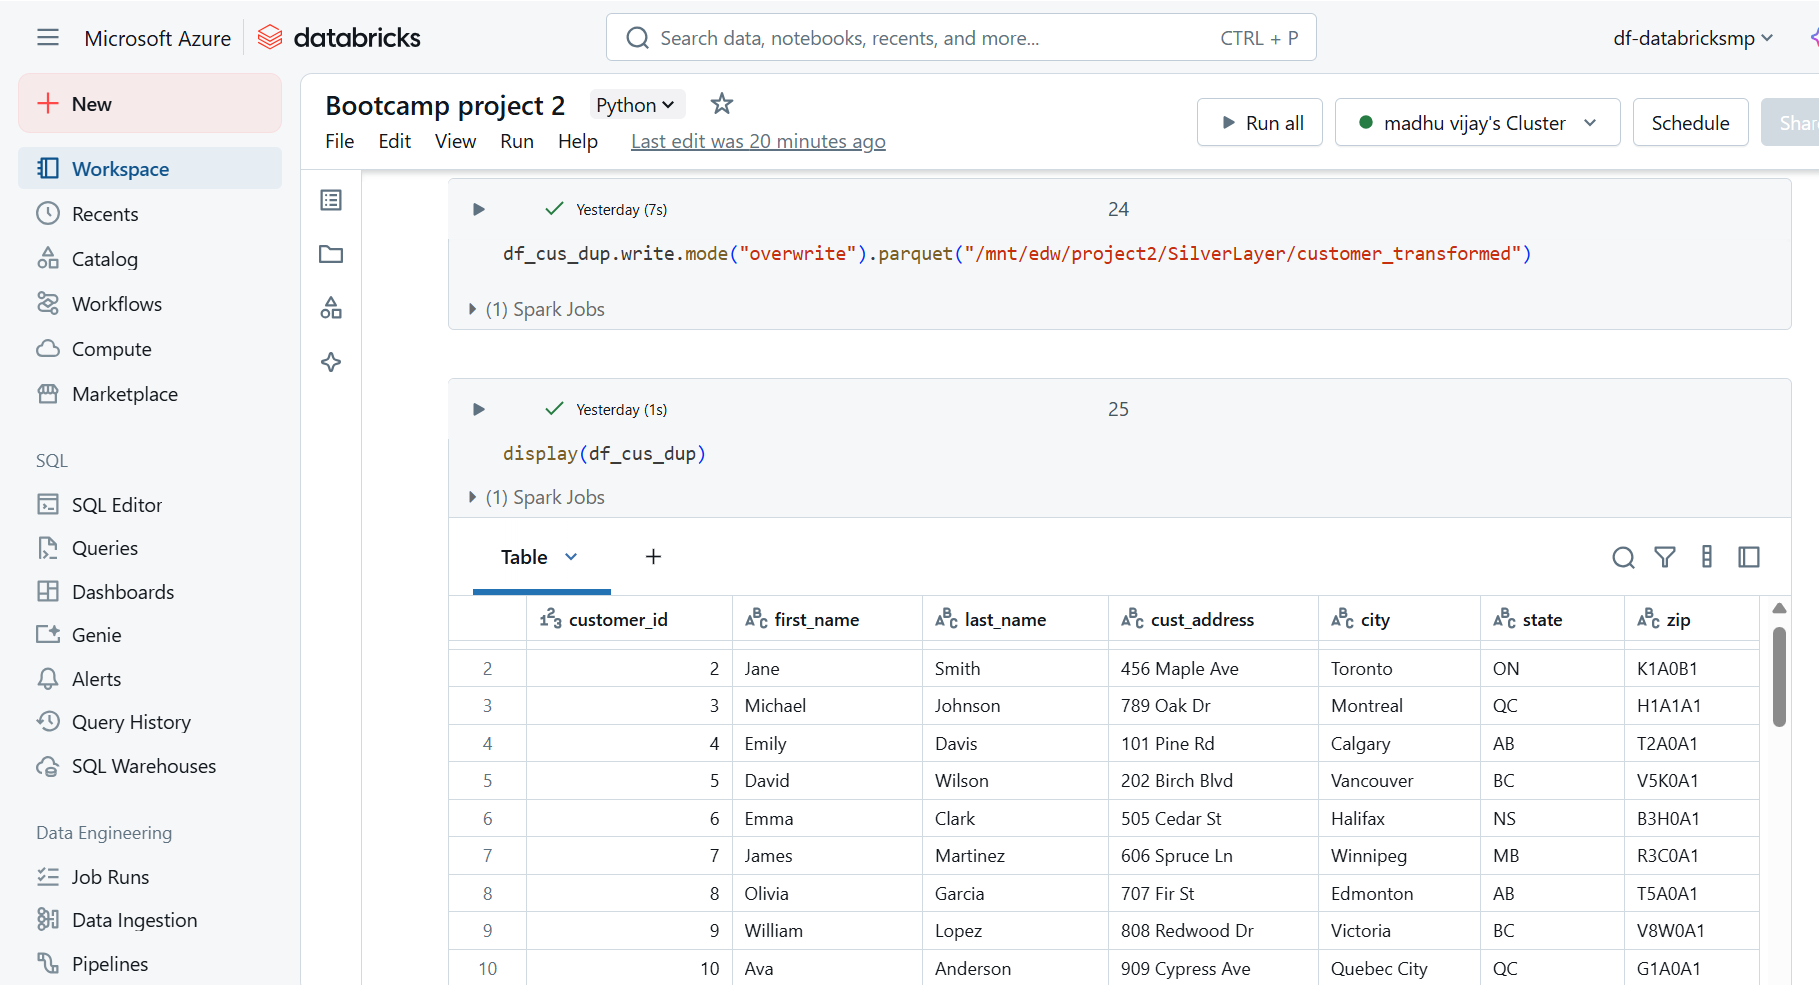 Microsoft Azure databricks
Search data, notebooks, recents, and more... CTRL + P
df-databricksmp
New
Workspace
Recents
Catalog
Workflows
Compute
Marketplace
SQL
SQL Editor
Queries
Dashboards
Genie
Alerts
Query History
SQL Warehouses
Data Engineering
Job Runs
Data Ingestion
Pipelines
Bootcamp project 2 Python
File Edit View Run Help Last edit was 20 minutes ago
Run all madhu vijay's Cluster Schedule Shar
Yesterday (7s) 24
df_cus_dup.write.mode("overwrite").parquet("/mnt/edw/project2/SilverLayer/customer_transformed")
(1) Spark Jobs
Yesterday (1s) 25
display(df_cus_dup)
(1) Spark Jobs
Table +
123 customer_id ABC first_name ABC last_name ABC cust_address ABC city ABC state ABC zip
2 2 Jane Smith 456 Maple Ave Toronto ON K1A0B1
3 3 Michael Johnson 789 Oak Dr Montreal QC H1A1A1
4 4 Emily Davis 101 Pine Rd Calgary AB T2A0A1
5 5 David Wilson 202 Birch Blvd Vancouver BC V5K0A1
6 6 Emma Clark 505 Cedar St Halifax NS B3H0A1
7 7 James Martinez 606 Spruce Ln Winnipeg MB R3C0A1
8 8 Olivia Garcia 707 Fir St Edmonton AB T5A0A1
9 9 William Lopez 808 Redwood Dr Victoria BC V8W0A1
10 10 Ava Anderson 909 Cypress Ave Quebec City QC G1A0A1